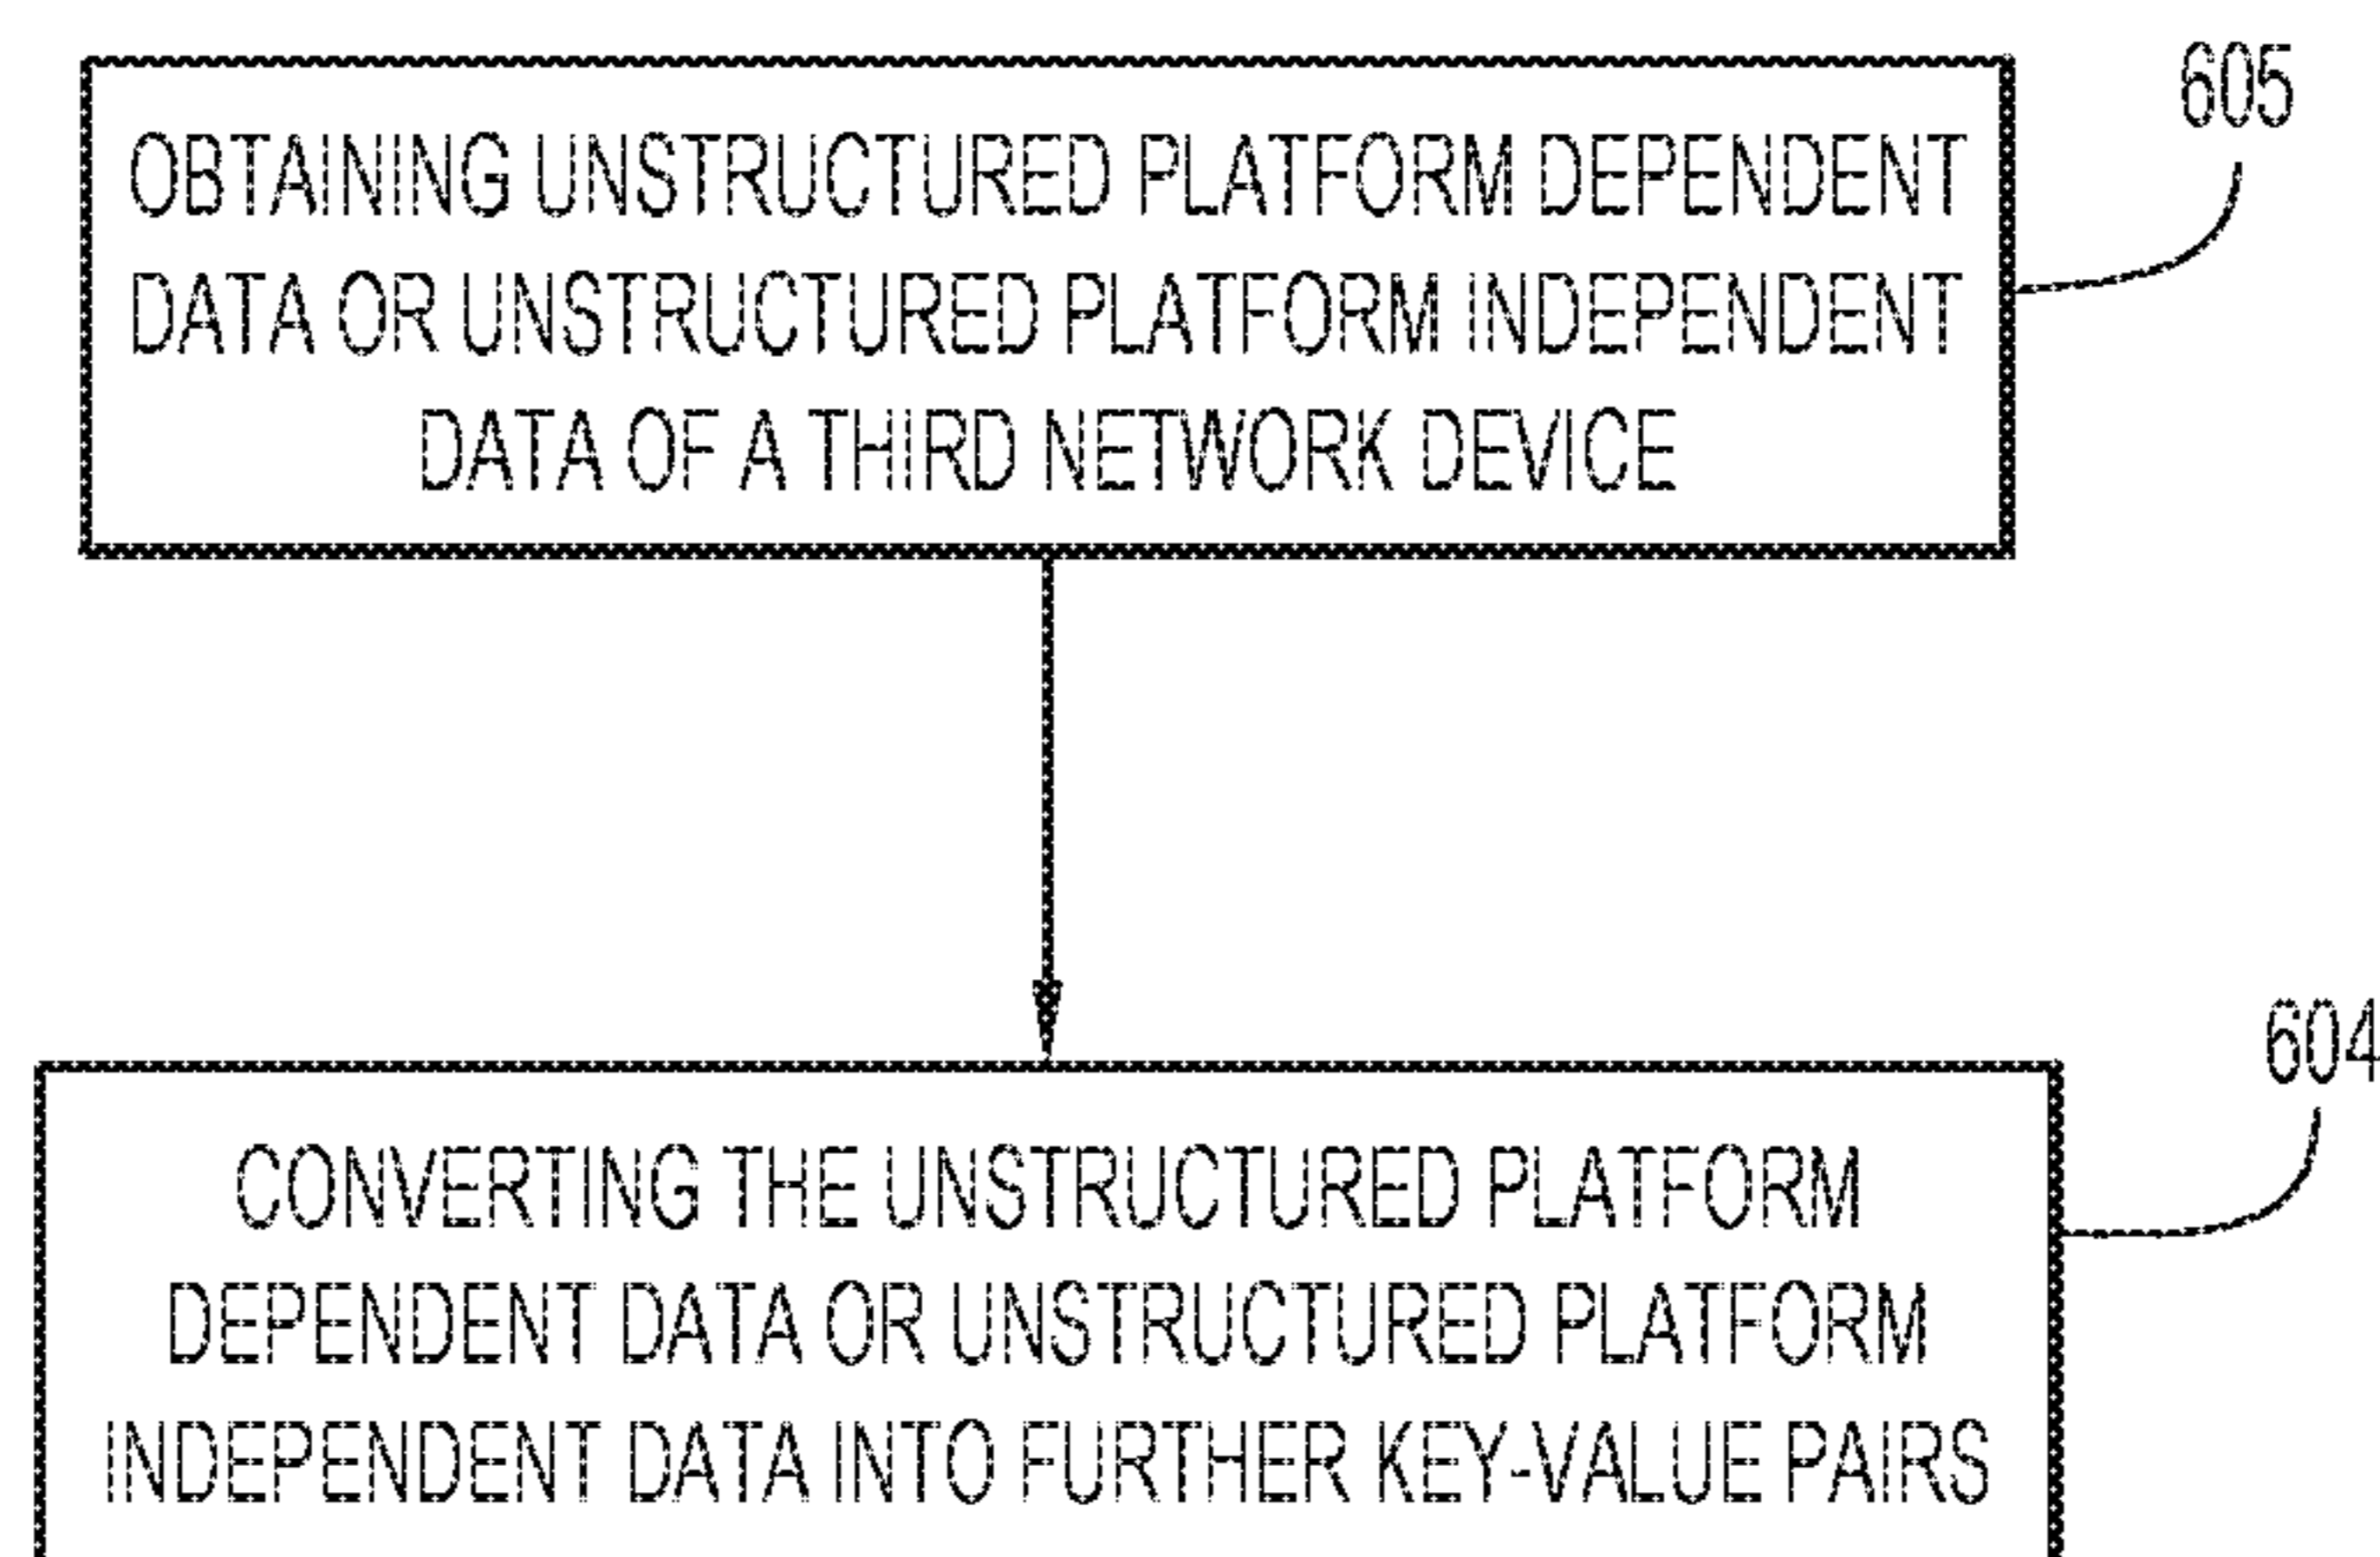 605
OBTAINING UNSTRUCTURED PLATFORM DEPENDENT
DATA OR UNSTRUCTURED PLATFORM INDEPENDENT
DATA OF A THIRD NETWORK DEVICE
604
CONVERTING THE UNSTRUCTURED PLATFORM
DEPENDENT DATA OR UNSTRUCTURED PLATFORM
INDEPENDENT DATA INTO FURTHER KEY-VALUE PAIRS